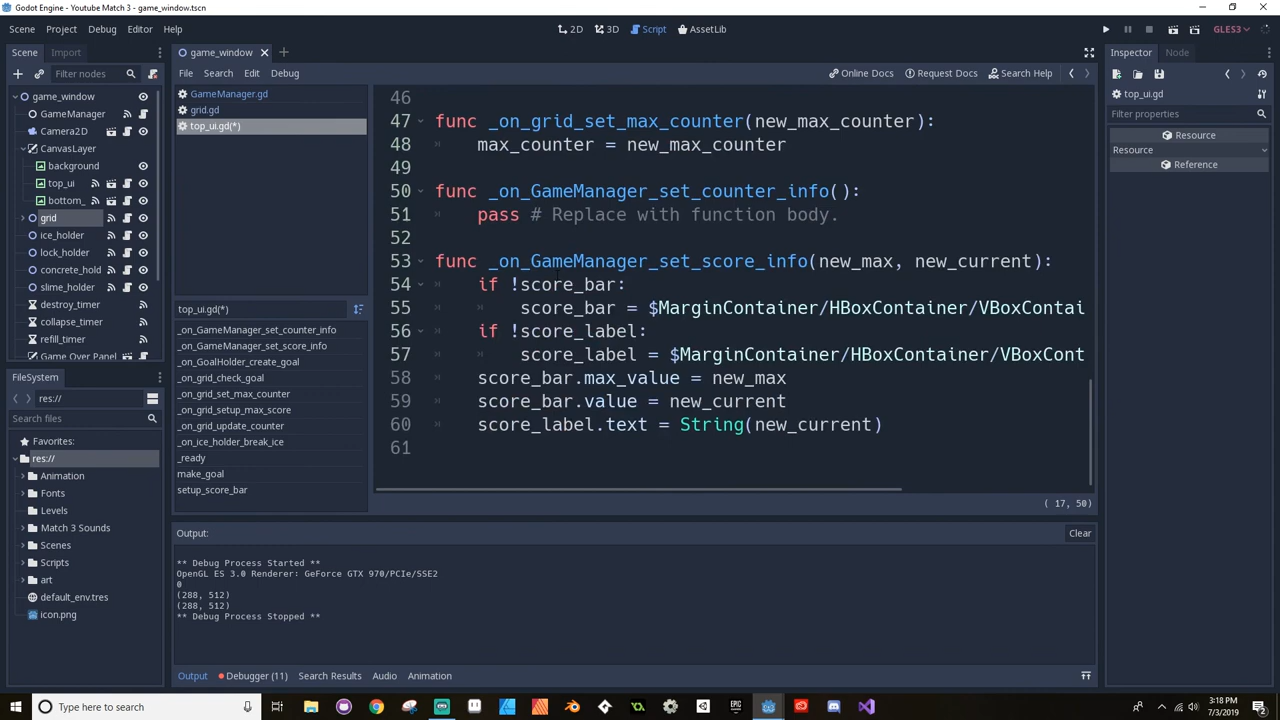 Godot Engine - Youtube Match 3 - game_window.tscn
Scene Project Debug Editor Help
2D 3D Script AssetLib
GLES3
Scene Import
game_window
Inspector Node
Filter nodes
File Search Edit Debug
Online Docs Request Docs Search Help
game_window
GameManager
Camera2D
CanvasLayer
background
top_ui
bottom_
grid
ice_holder
lock_holder
concrete_hold
slime_holder
destroy_timer
collapse_timer
refill_timer
Game Over Panel
GameManager.gd
grid.gd
top_ui.gd(*)
top_ui.gd(*)
_on_GameManager_set_counter_info
_on_GameManager_set_score_info
_on_GoalHolder_create_goal
_on_grid_check_goal
_on_grid_set_max_counter
_on_grid_setup_max_score
_on_grid_update_counter
_on_ice_holder_break_ice
_ready
make_goal
setup_score_bar
46
47 func _on_grid_set_max_counter(new_max_counter):
48 max_counter = new_max_counter
49
50 func _on_GameManager_set_counter_info():
51 pass # Replace with function body.
52
53 func _on_GameManager_set_score_info(new_max, new_current):
54 if !score_bar:
55 score_bar = $MarginContainer/HBoxContainer/VBoxContai
56 if !score_label:
57 score_label = $MarginContainer/HBoxContainer/VBoxCont
58 score_bar.max_value = new_max
59 score_bar.value = new_current
60 score_label.text = String(new_current)
61
( 17, 50)
top_ui.gd
Filter properties
Resource
Resource
Reference
FileSystem
res://
Search files
Favorites:
res://
Animation
Fonts
Levels
Match 3 Sounds
Scenes
Scripts
art
default_env.tres
icon.png
Output:
Clear
** Debug Process Started **
OpenGL ES 3.0 Renderer: GeForce GTX 970/PCIe/SSE2
0
(288, 512)
(288, 512)
** Debug Process Stopped **
Output Debugger (11) Search Results Audio Animation
Type here to search
3:18 PM
7/3/2019